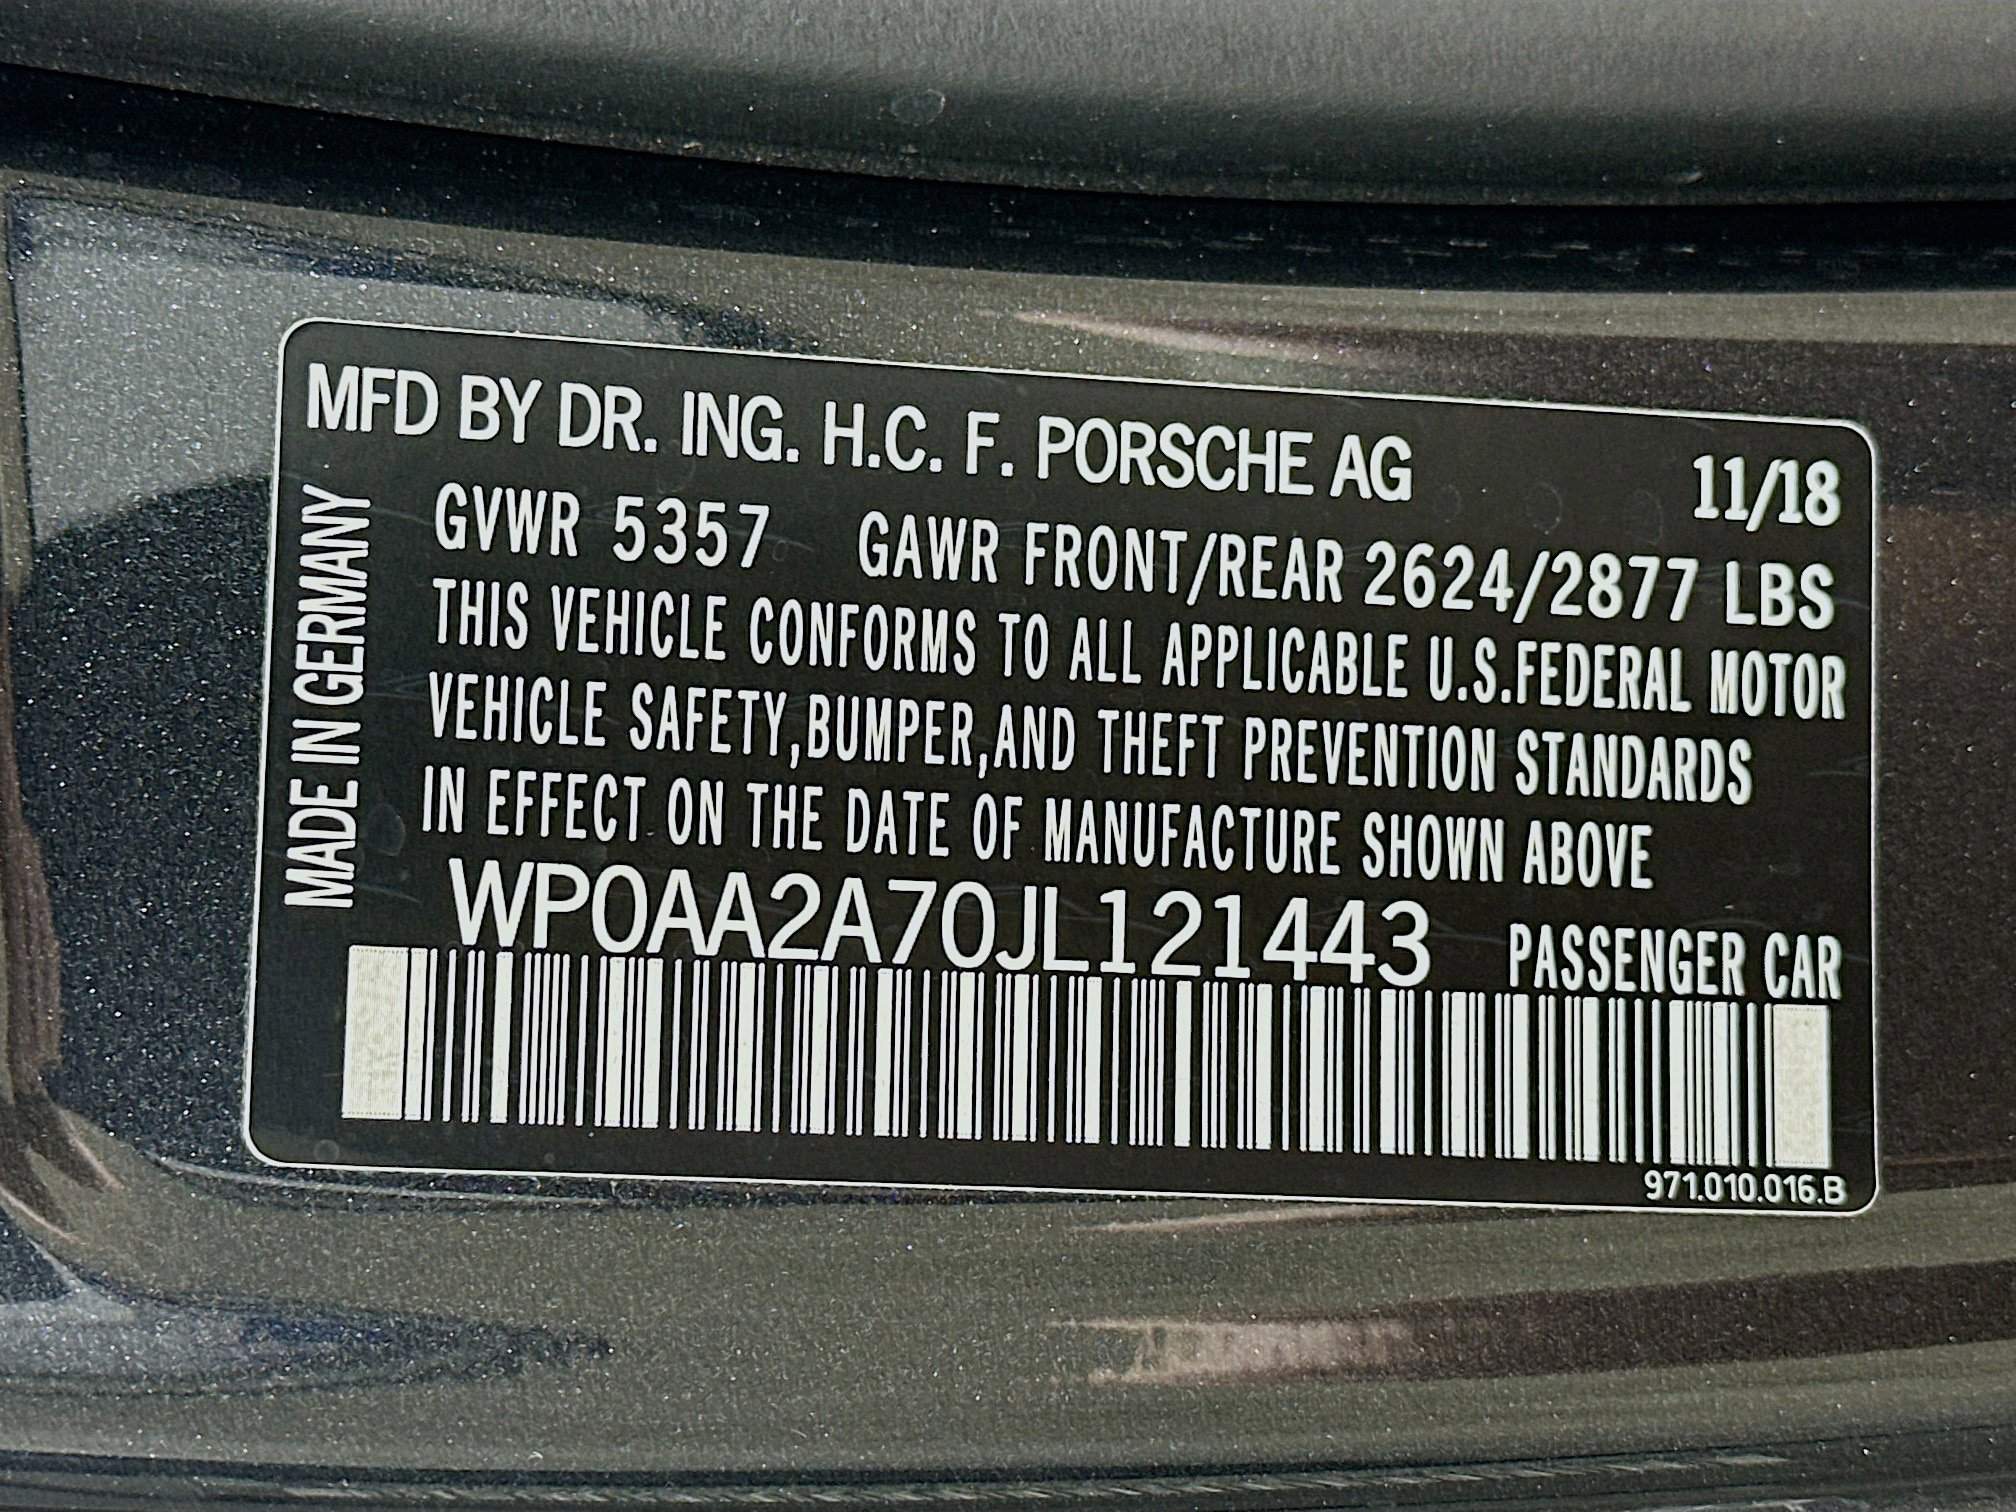 MFD BY DR. ING. H.C. F. PORSCHE AG 11/18
GVWR 5357 GAWR FRONT/REAR 2624/2877 LBS
THIS VEHICLE CONFORMS TO ALL APPLICABLE U.S.FEDERAL MOTOR
VEHICLE SAFETY,BUMPER,AND THEFT PREVENTION STANDARDS
IN EFFECT ON THE DATE OF MANUFACTURE SHOWN ABOVE
WP0AA2A70JL121443 PASSENGER CAR
971.010.016.B
MADE IN GERMANY